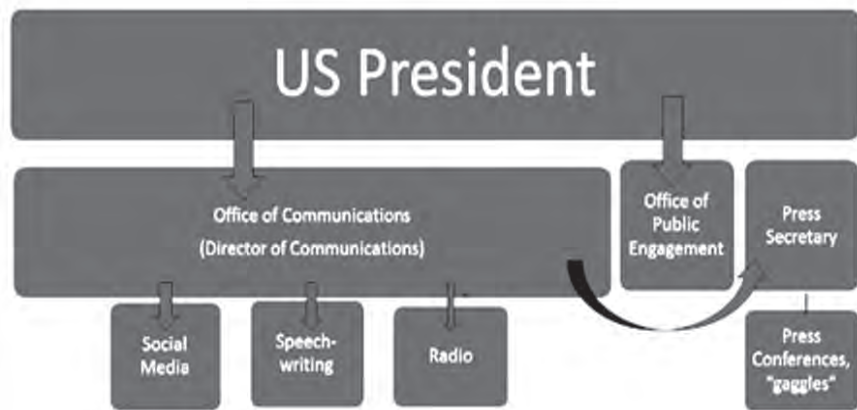 US President
Office of Communications
(Director of Communications)
Office of
Public
Engagement
Press
Secretary
Social
Media
Speech-
writing
Radio
Press
Conferences,
"gaggles"